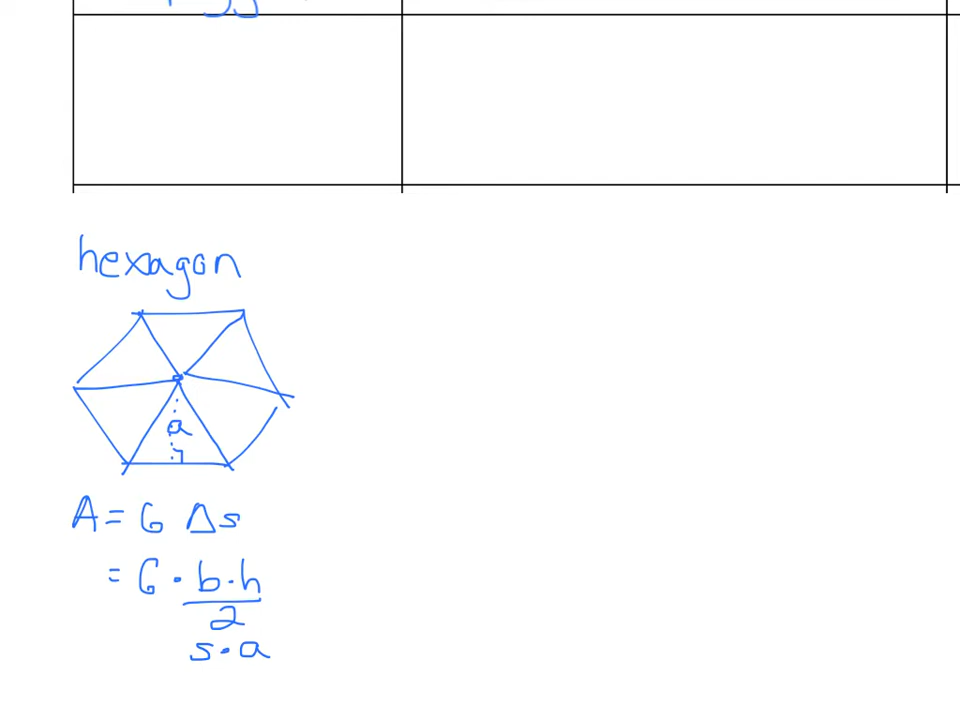 hexagon
a
A = 6 Δs
= 6 · b·h
2
s·a